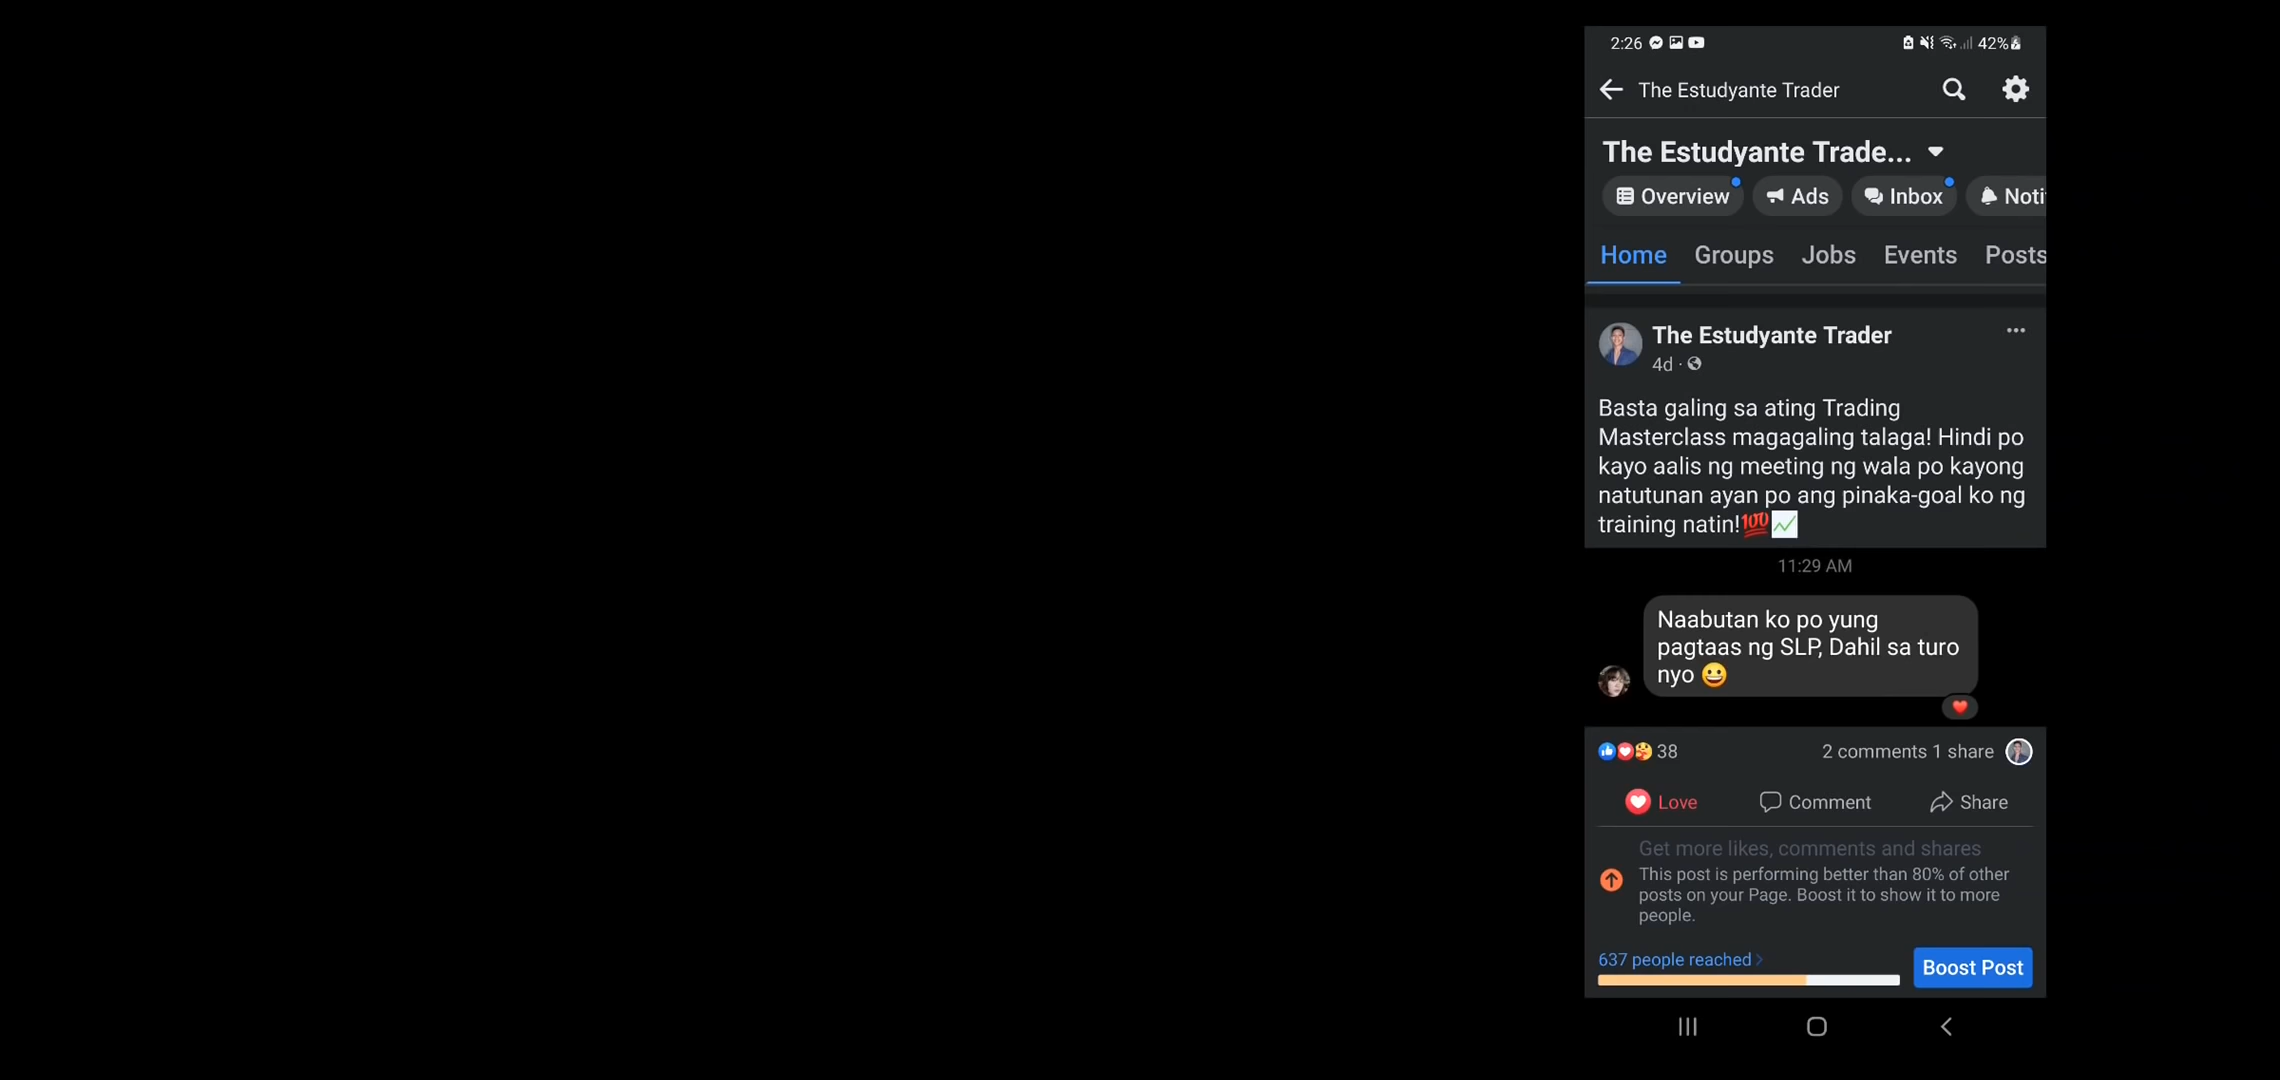 2:26
42%
The Estudyante Trader
The Estudyante Trade...
Overview
Ads
Inbox
Noti
Home
Groups
Jobs
Events
Posts
The Estudyante Trader
4d ·
Basta galing sa ating Trading
Masterclass magagaling talaga! Hindi po
kayo aalis ng meeting ng wala po kayong
natutunan ayan po ang pinaka-goal ko ng
training natin!💯📈
11:29 AM
Naabutan ko po yung
pagtaas ng SLP, Dahil sa turo
nyo 😀
38
2 comments 1 share
Love
Comment
Share
Get more likes, comments and shares
This post is performing better than 80% of other
posts on your Page. Boost it to show it to more
people.
637 people reached
Boost Post